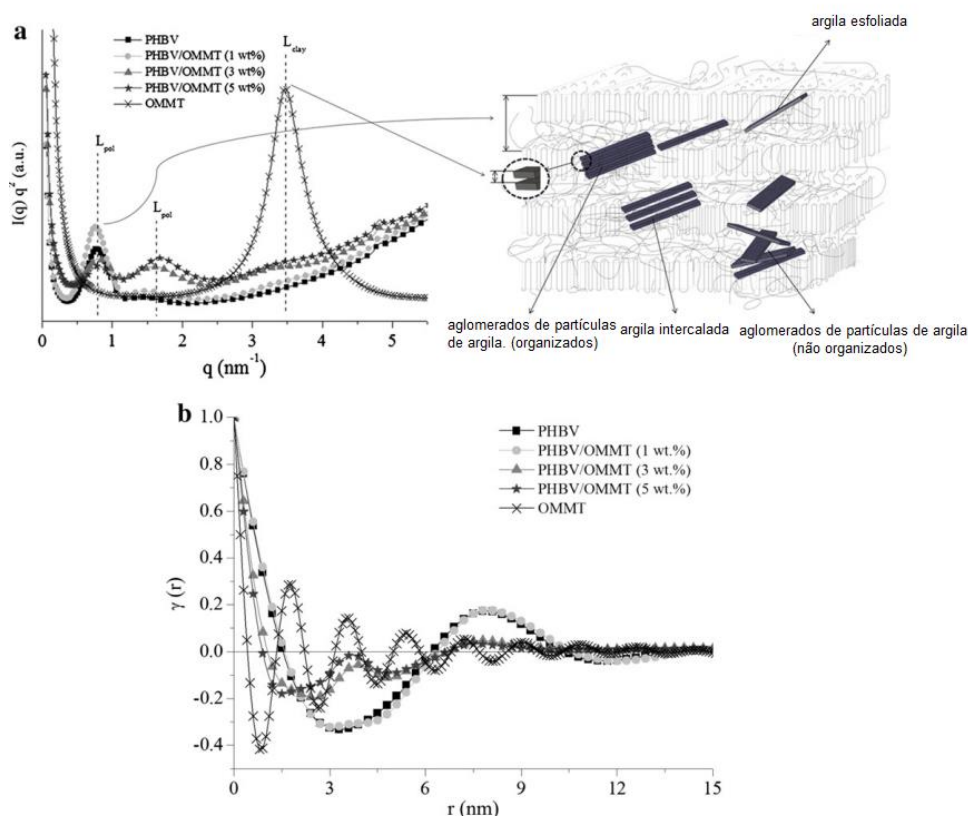 a
PHBV
PHBV/OMMT (1 wt%)
PHBV/OMMT (3 wt%)
PHBV/OMMT (5 wt%)
OMMT
L_pol
L_pol
L_clay
I(q) q² (a.u.)
0 1 2 3 4 5
q (nm⁻¹)
argila esfoliada
aglomerados de partículas
de argila. (organizados)
argila intercalada
aglomerados de partículas de argila
(não organizados)
b
PHBV
PHBV/OMMT (1 wt.%)
PHBV/OMMT (3 wt.%)
PHBV/OMMT (5 wt.%)
OMMT
γ (r)
1.0
0.8
0.6
0.4
0.2
0.0
-0.2
-0.4
0 3 6 9 12 15
r (nm)